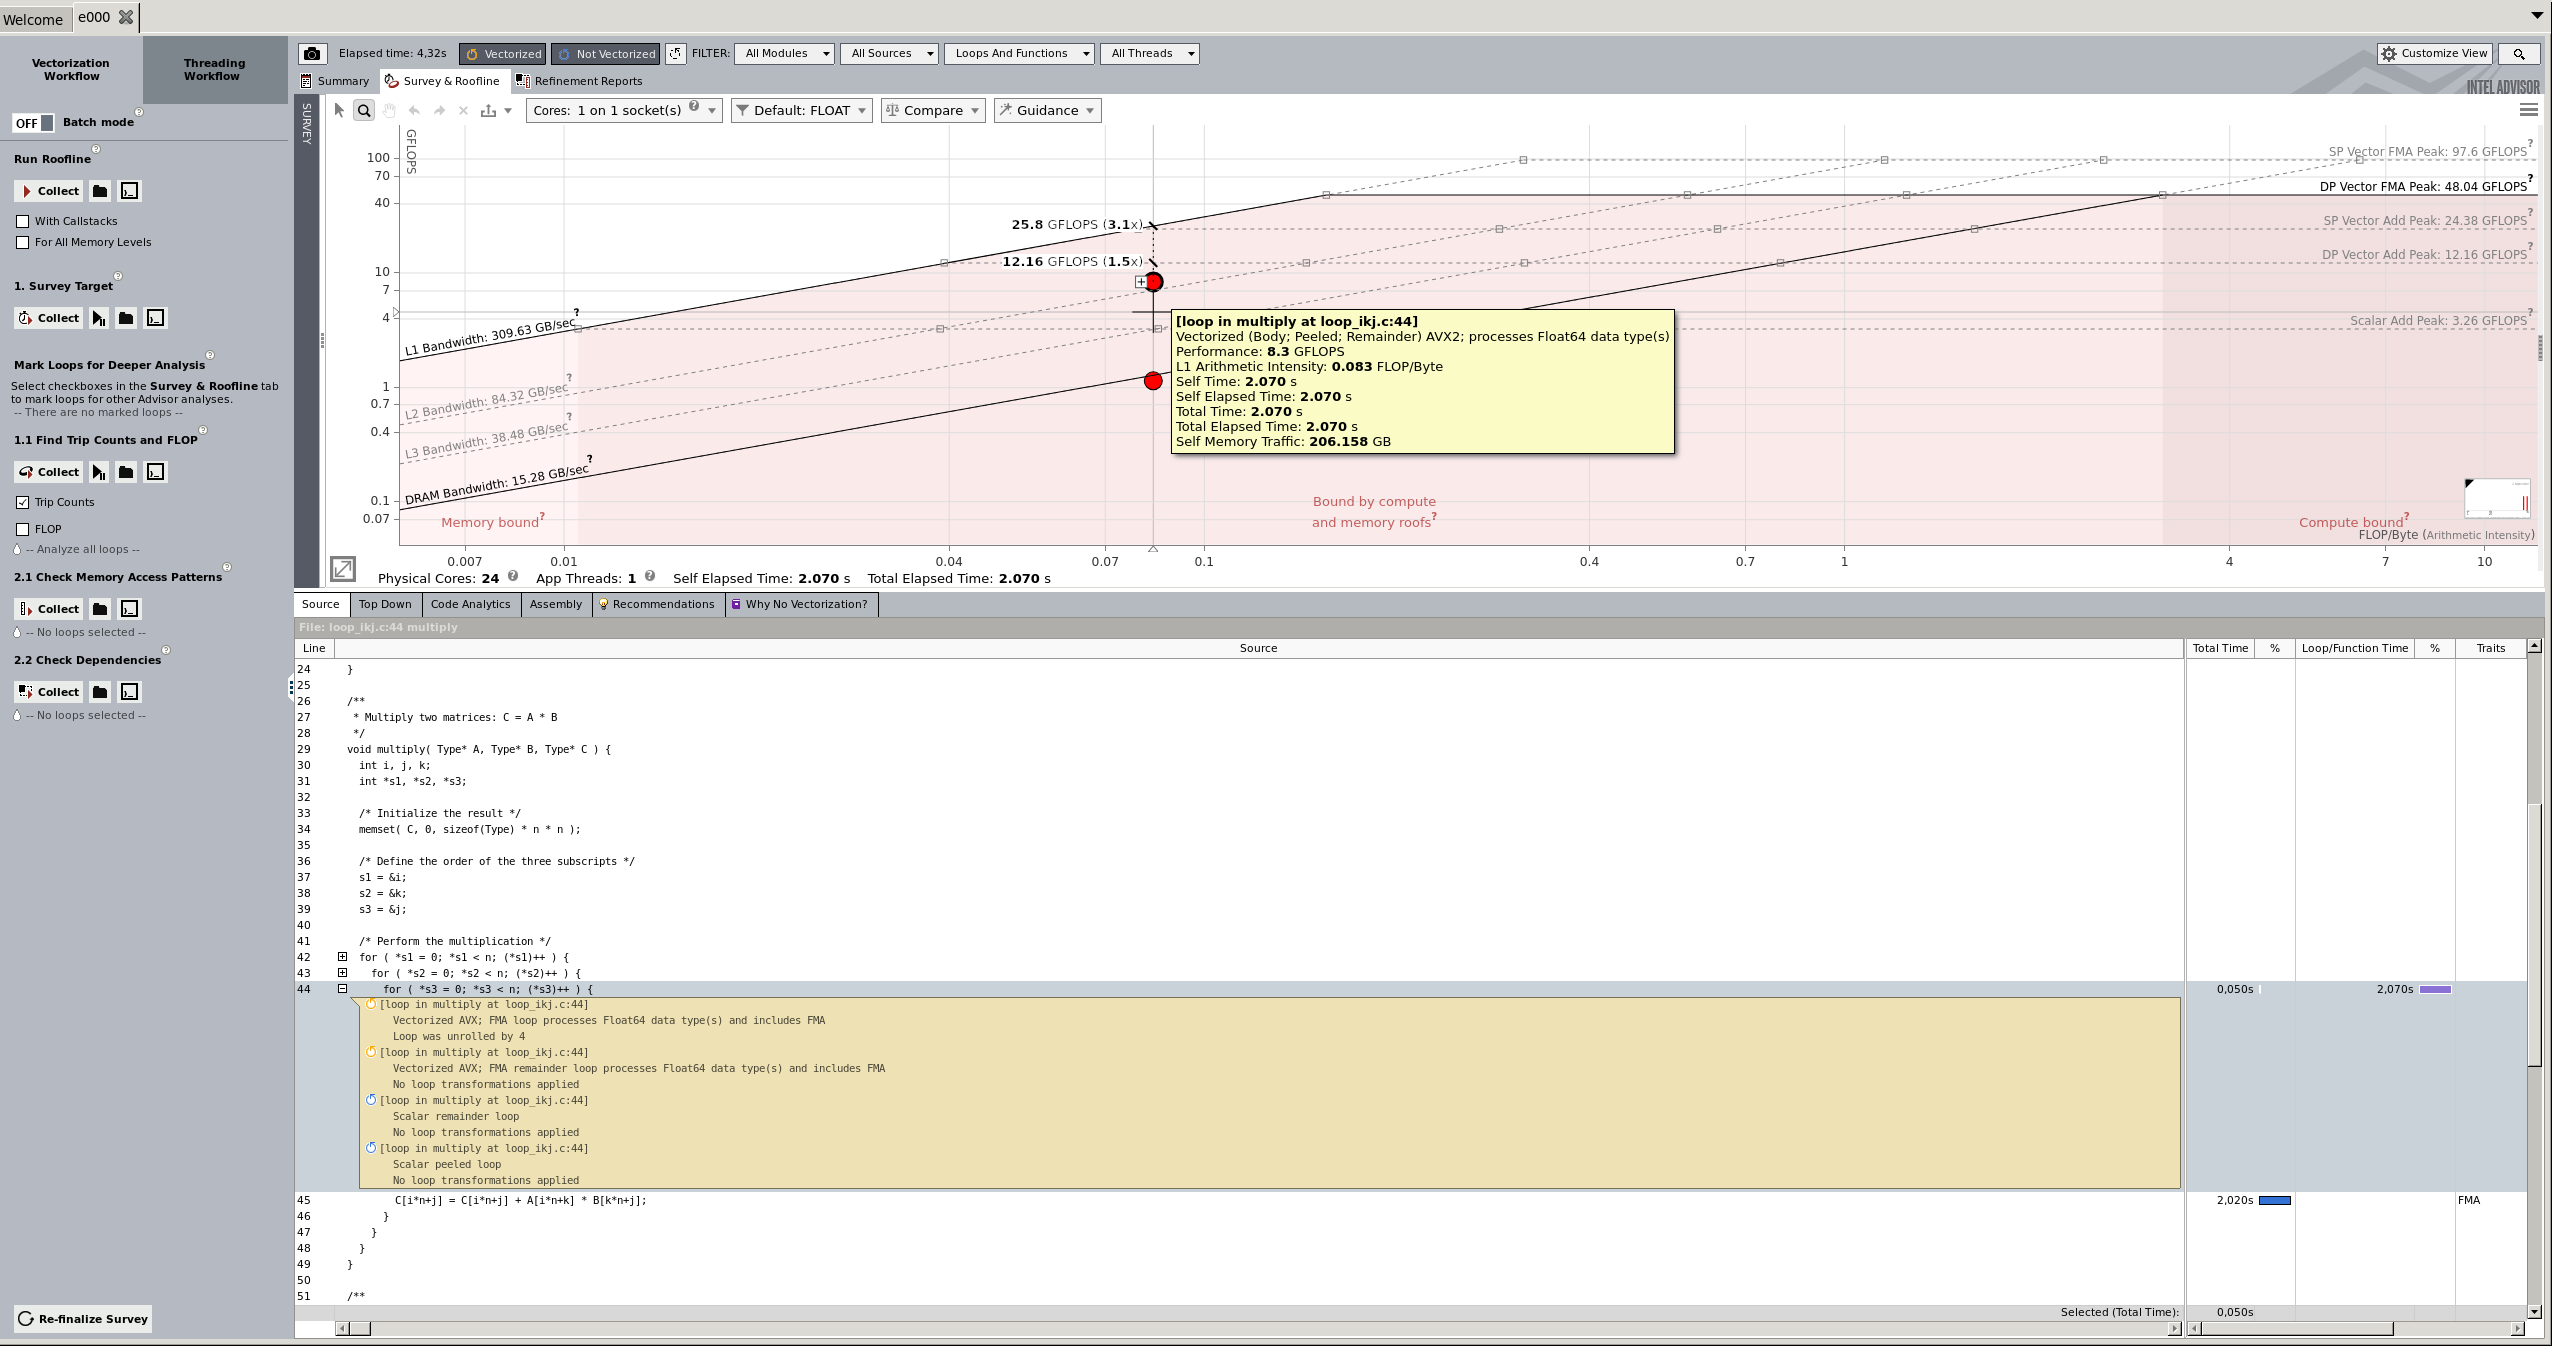 Welcome
e000
Vectorization Workflow
Threading Workflow
OFF Batch mode ?
Run Roofline ?
Collect
With Callstacks
For All Memory Levels
1. Survey Target ?
Collect
Mark Loops for Deeper Analysis ?
Select checkboxes in the Survey & Roofline tab
to mark loops for other Advisor analyses.
-- There are no marked loops --
1.1 Find Trip Counts and FLOP ?
Collect
Trip Counts
FLOP
-- Analyze all loops --
2.1 Check Memory Access Patterns ?
Collect
-- No loops selected --
2.2 Check Dependencies ?
Collect
-- No loops selected --
Re-finalize Survey
Elapsed time: 4,32s Vectorized Not Vectorized FILTER: All Modules All Sources Loops And Functions All Threads Customize View
Summary Survey & Roofline Refinement Reports
INTEL ADVISOR
SURVEY
Cores: 1 on 1 socket(s) ? Default: FLOAT Compare Guidance
GFLOPS
100
70
40
10
7
4
1
0.7
0.4
0.1
0.07
SP Vector FMA Peak: 97.6 GFLOPS ?
DP Vector FMA Peak: 48.04 GFLOPS ?
SP Vector Add Peak: 24.38 GFLOPS ?
DP Vector Add Peak: 12.16 GFLOPS ?
Scalar Add Peak: 3.26 GFLOPS ?
25.8 GFLOPS (3.1x)
12.16 GFLOPS (1.5x)
L1 Bandwidth: 309.63 GB/sec ?
L2 Bandwidth: 84.32 GB/sec ?
L3 Bandwidth: 38.48 GB/sec ?
DRAM Bandwidth: 15.28 GB/sec ?
[loop in multiply at loop_ikj.c:44]
Vectorized (Body; Peeled; Remainder) AVX2; processes Float64 data type(s)
Performance: 8.3 GFLOPS
L1 Arithmetic Intensity: 0.083 FLOP/Byte
Self Time: 2.070 s
Self Elapsed Time: 2.070 s
Total Time: 2.070 s
Total Elapsed Time: 2.070 s
Self Memory Traffic: 206.158 GB
Memory bound ?
Bound by compute
and memory roofs ?
Compute bound ?
FLOP/Byte (Arithmetic Intensity)
0.007 0.01 0.04 0.07 0.1 0.4 0.7 1 4 7 10
Physical Cores: 24 ? App Threads: 1 ? Self Elapsed Time: 2.070 s Total Elapsed Time: 2.070 s
Source Top Down Code Analytics Assembly Recommendations Why No Vectorization?
File: loop_ikj.c:44 multiply
Line Source Total Time % Loop/Function Time % Traits
24 }
25
26 /**
27 * Multiply two matrices: C = A * B
28 */
29 void multiply( Type* A, Type* B, Type* C ) {
30 int i, j, k;
31 int *s1, *s2, *s3;
32
33 /* Initialize the result */
34 memset( C, 0, sizeof(Type) * n * n );
35
36 /* Define the order of the three subscripts */
37 s1 = &i;
38 s2 = &k;
39 s3 = &j;
40
41 /* Perform the multiplication */
42 for ( *s1 = 0; *s1 < n; (*s1)++ ) {
43 for ( *s2 = 0; *s2 < n; (*s2)++ ) {
44 for ( *s3 = 0; *s3 < n; (*s3)++ ) { 0,050s 2,070s
[loop in multiply at loop_ikj.c:44]
Vectorized AVX; FMA loop processes Float64 data type(s) and includes FMA
Loop was unrolled by 4
[loop in multiply at loop_ikj.c:44]
Vectorized AVX; FMA remainder loop processes Float64 data type(s) and includes FMA
No loop transformations applied
[loop in multiply at loop_ikj.c:44]
Scalar remainder loop
No loop transformations applied
[loop in multiply at loop_ikj.c:44]
Scalar peeled loop
No loop transformations applied
45 C[i*n+j] = C[i*n+j] + A[i*n+k] * B[k*n+j]; 2,020s FMA
46 }
47 }
48 }
49 }
50
51 /**
Selected (Total Time): 0,050s